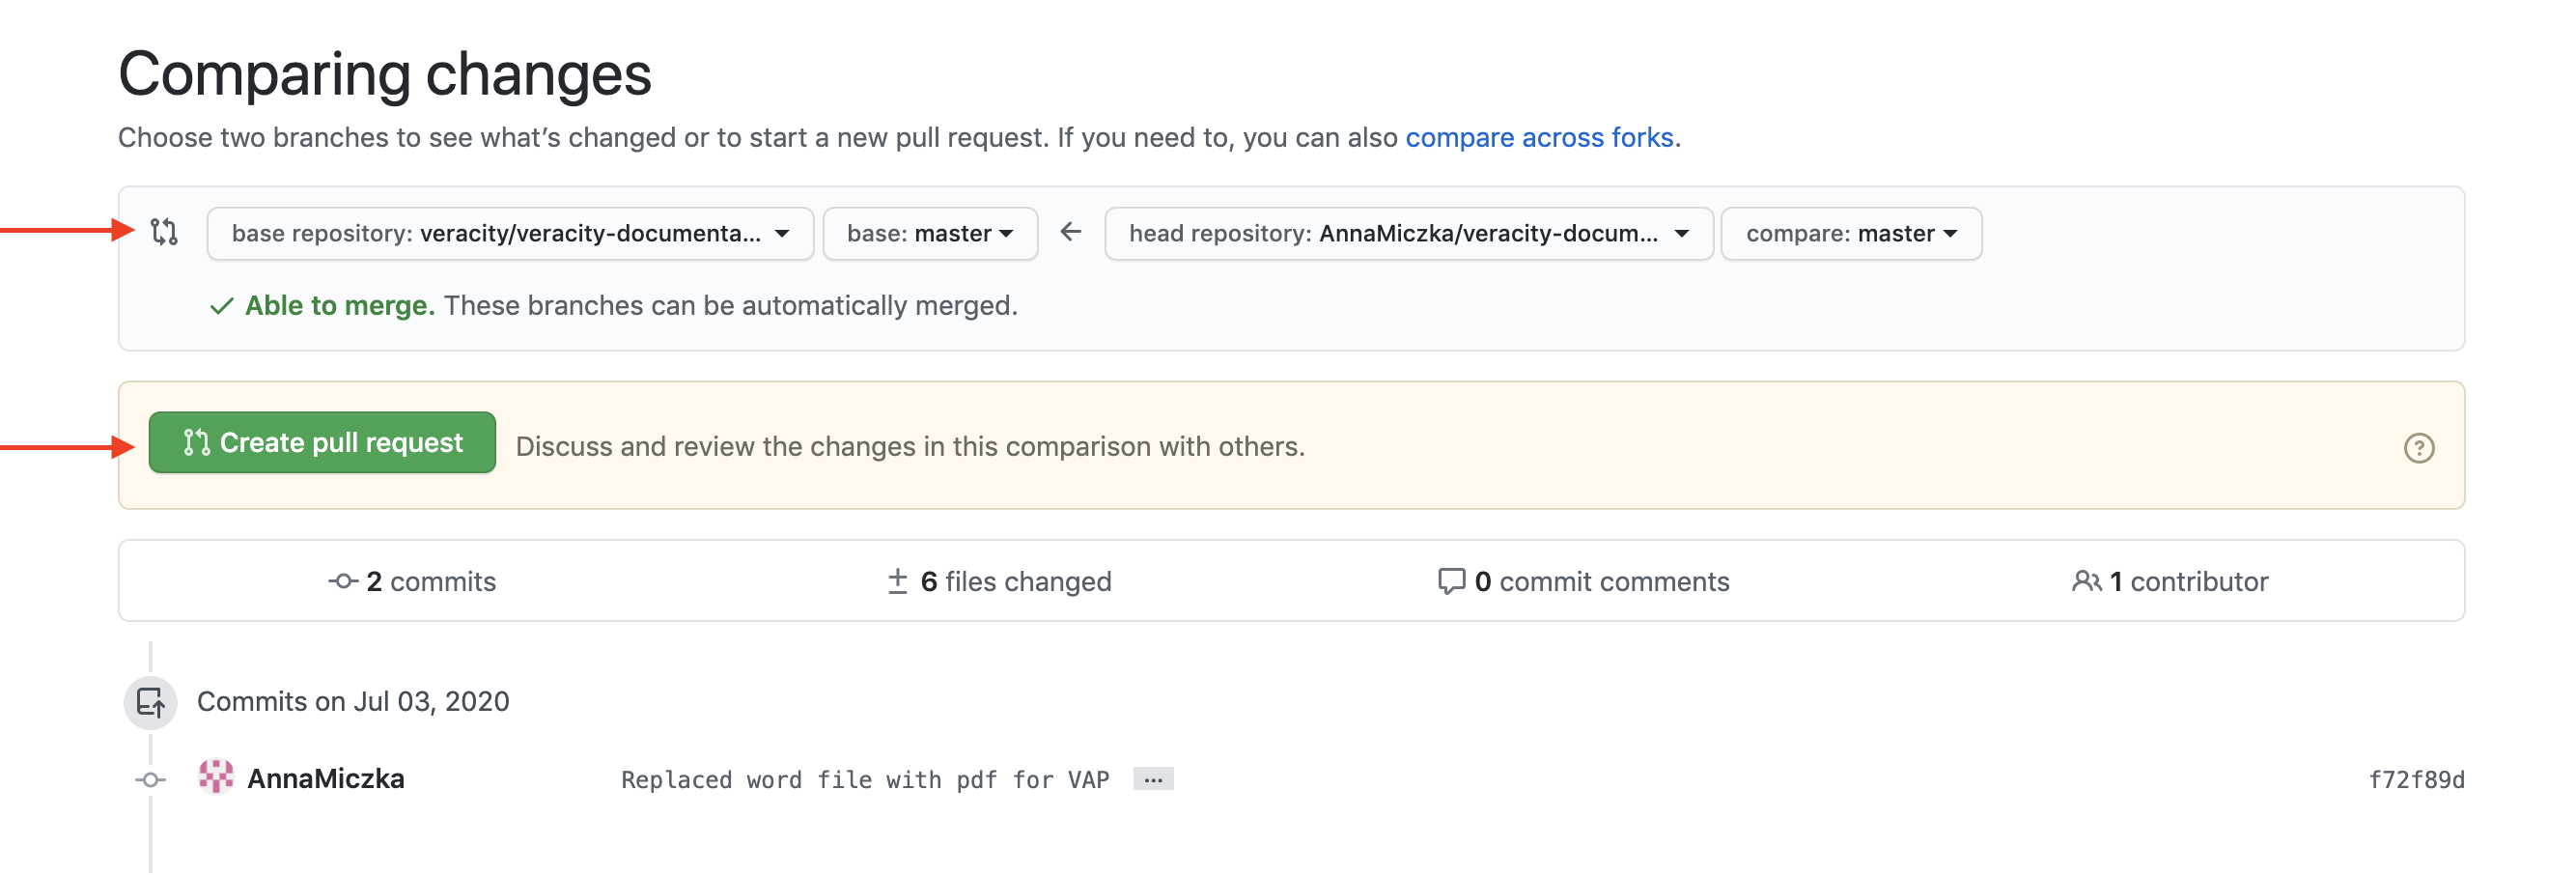 Comparing changes
Choose two branches to see what’s changed or to start a new pull request. If you need to, you can also compare across forks.
base repository: veracity/veracity-documenta... base: master head repository: AnnaMiczka/veracity-docum... compare: master
Able to merge. These branches can be automatically merged.
Create pull request Discuss and review the changes in this comparison with others.
2 commits 6 files changed 0 commit comments 1 contributor
Commits on Jul 03, 2020
AnnaMiczka Replaced word file with pdf for VAP … f72f89d